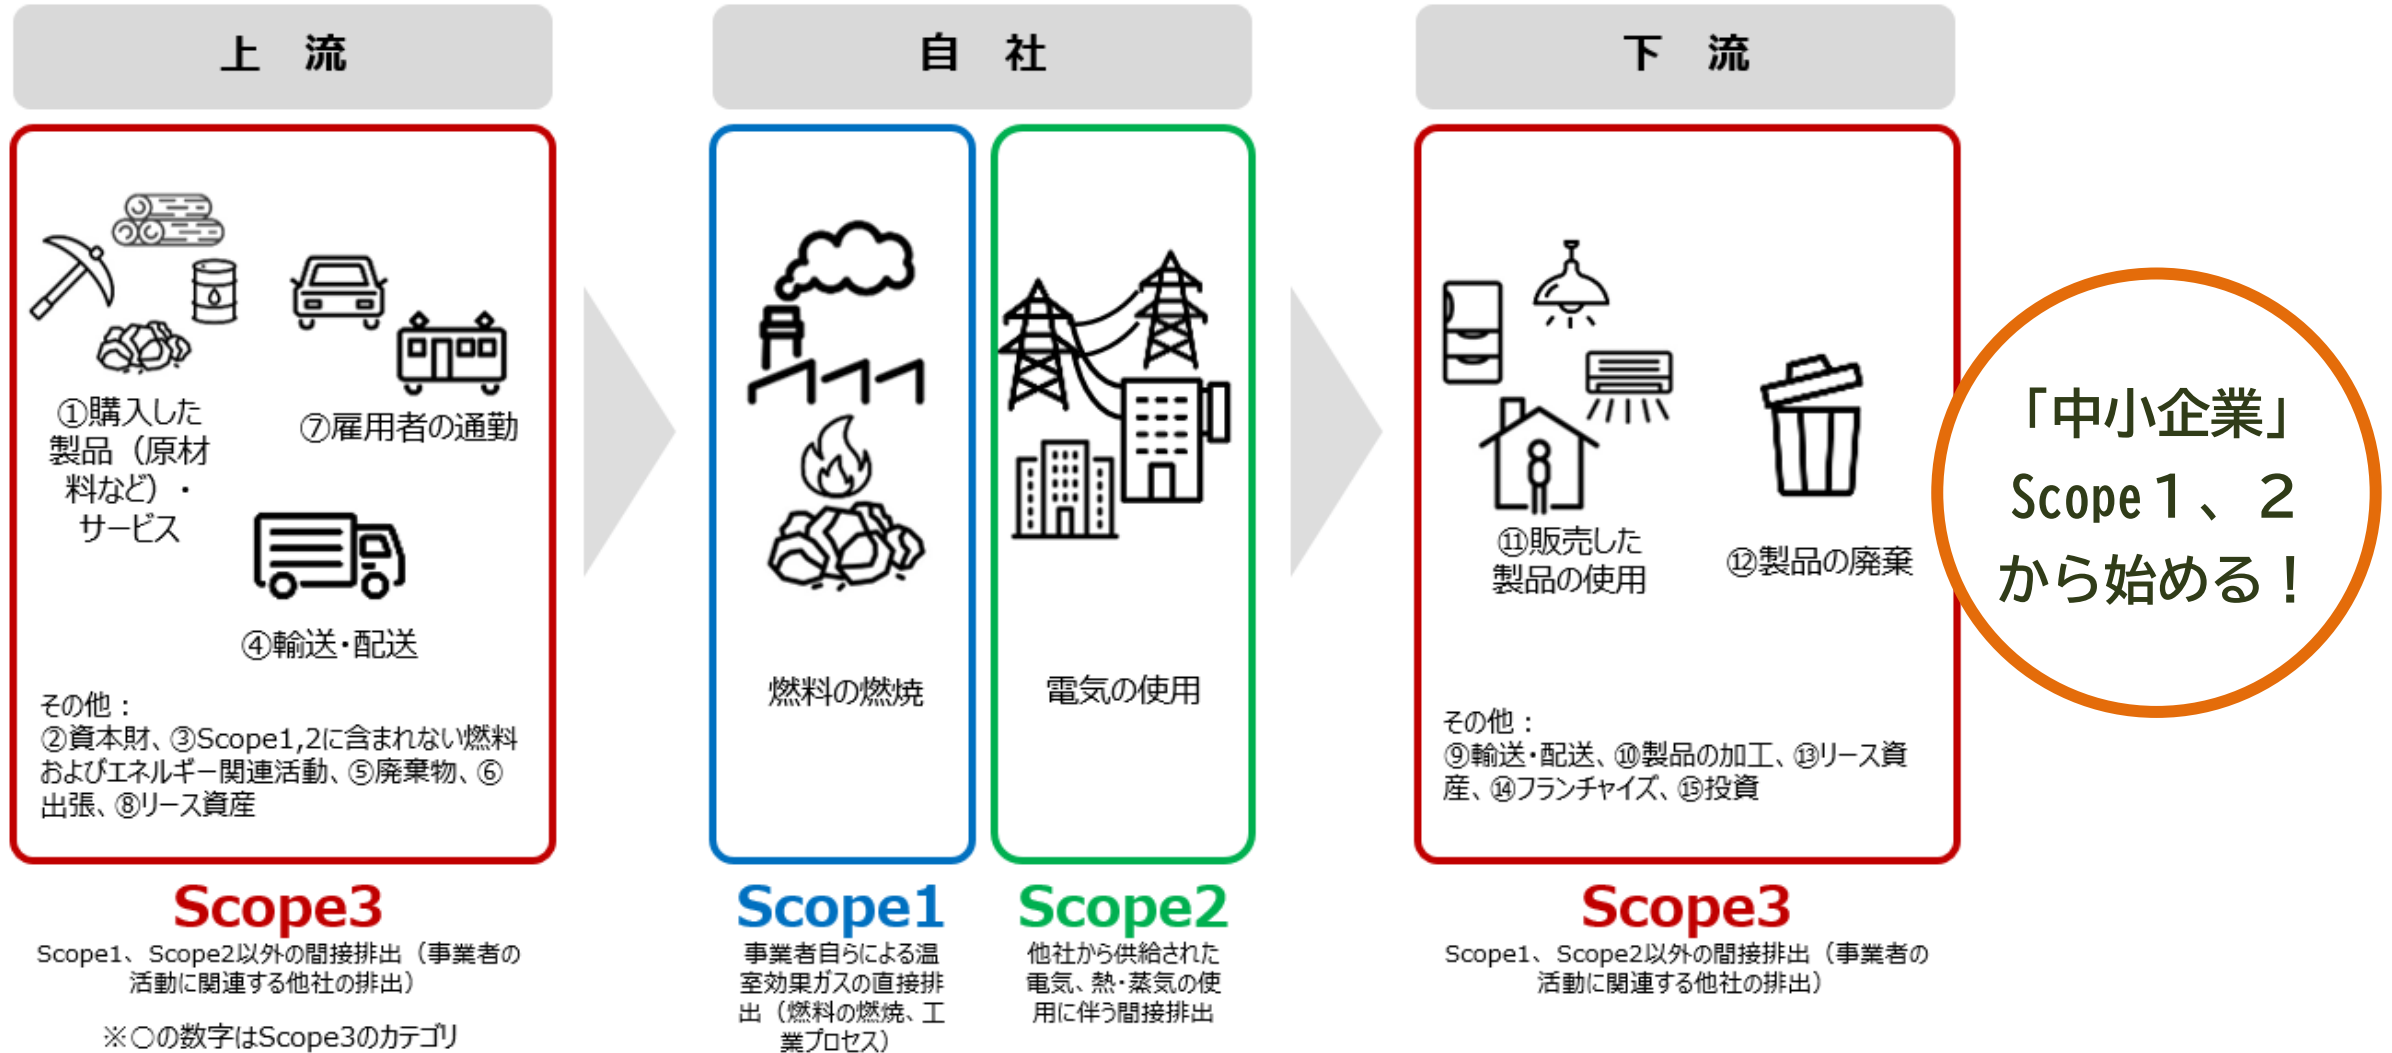 上 流
自 社
下 流
①購入した
製品（原材
料など）・
サービス
⑦雇用者の通勤
④輸送・配送
その他：
②資本財、③Scope1,2に含まれない燃料
およびエネルギー関連活動、⑤廃棄物、⑥
出張、⑧リース資産
燃料の燃焼
電気の使用
⑪販売した
製品の使用
⑫製品の廃棄
その他：
⑨輸送・配送、⑩製品の加工、⑬リース資
産、⑭フランチャイズ、⑮投資
「中小企業」
Scope１、２
から始める！
Scope3
Scope1、Scope2以外の間接排出（事業者の
活動に関連する他社の排出）
※○の数字はScope3のカテゴリ
Scope1
事業者自らによる温
室効果ガスの直接排
出（燃料の燃焼、工
業プロセス）
Scope2
他社から供給された
電気、熱・蒸気の使
用に伴う間接排出
Scope3
Scope1、Scope2以外の間接排出（事業者の
活動に関連する他社の排出）